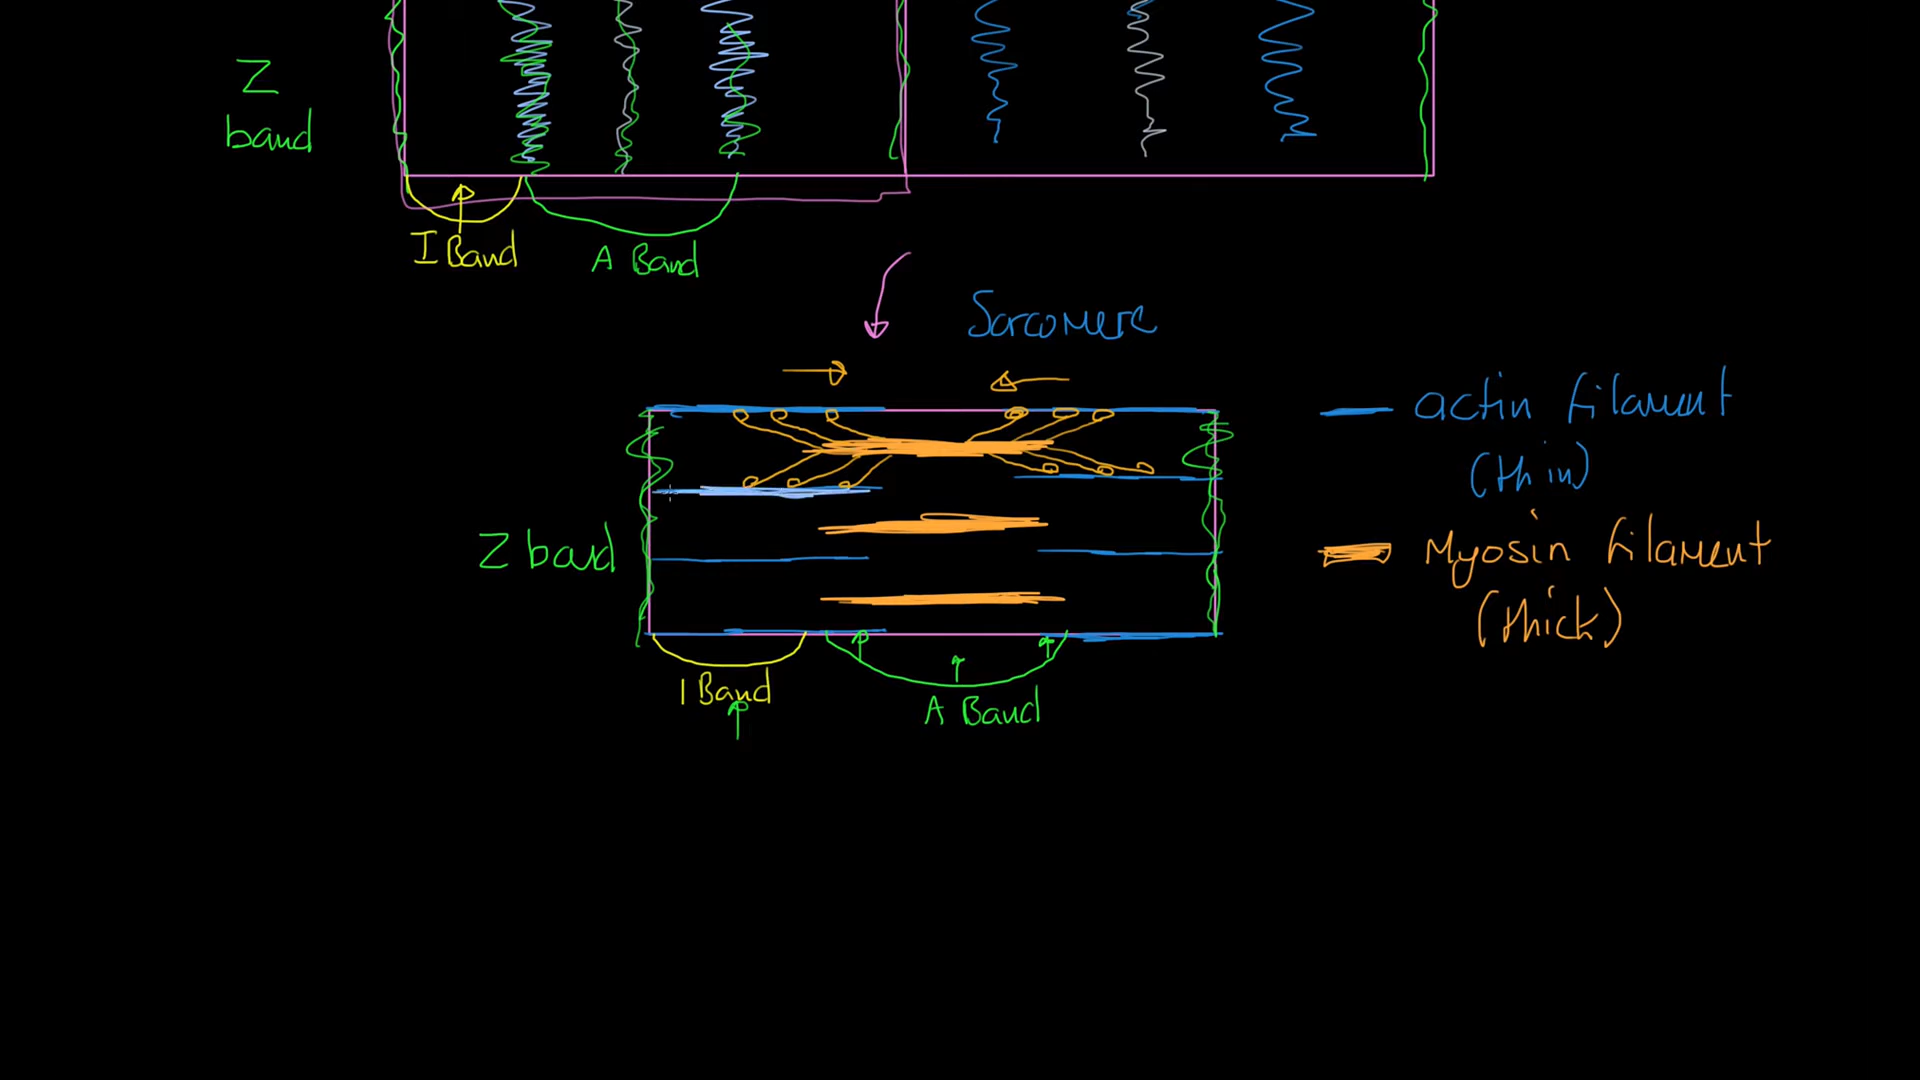 Z
band
I Band
A Band
Sarcomere
actin filament
(thin)
Z band
Myosin filament
(thick)
I Band
A Band